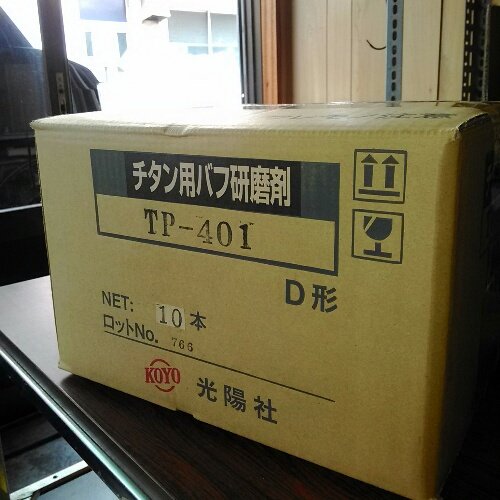 チタン用バフ研磨剤
TP-401
D形
NET: 10本
ロットNo. 766
KOYO 光陽社